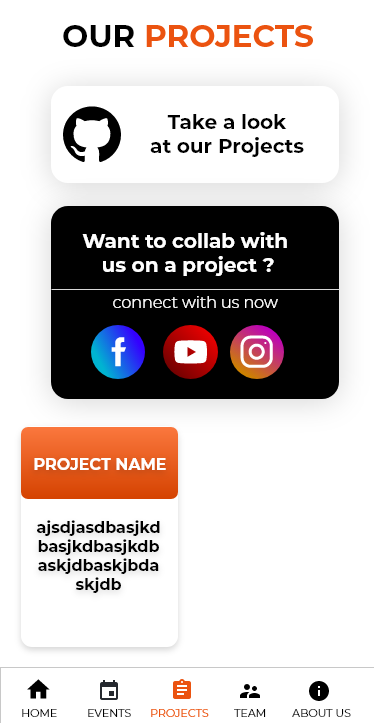 OUR PROJECTS
Take a look
at our Projects
Want to collab with
us on a project ?
connect with us now
PROJECT NAME
ajsdjasdbasjkd
basjkdbasjkdb
askjdbaskjbda
skjdb
HOME
EVENTS
PROJECTS
TEAM
ABOUT US